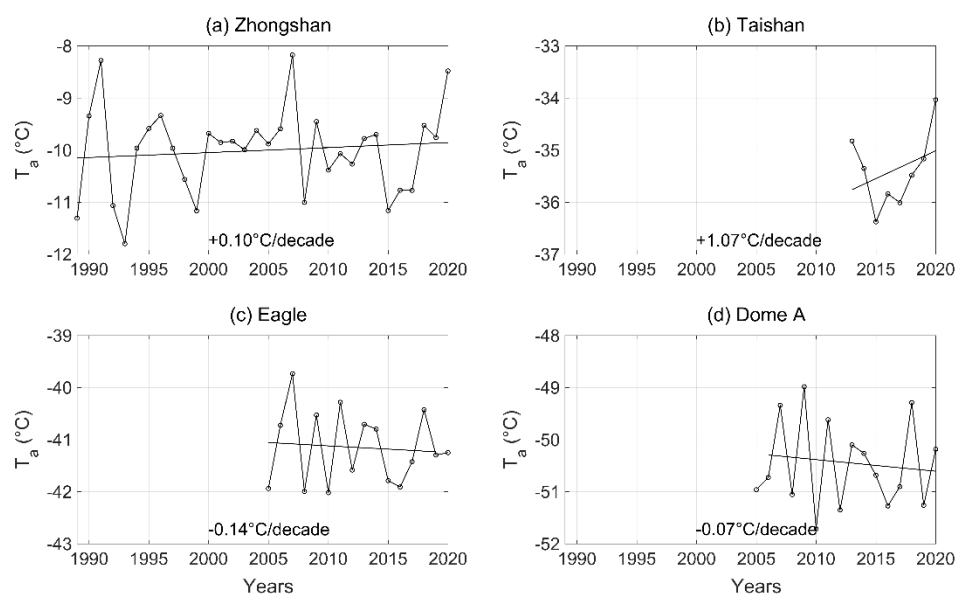 (a) Zhongshan
-8
-9
-10
-11
-12
Ta (°C)
+0.10°C/decade
1990 1995 2000 2005 2010 2015 2020
(b) Taishan
-33
-34
-35
-36
-37
Ta (°C)
+1.07°C/decade
1990 1995 2000 2005 2010 2015 2020
(c) Eagle
-39
-40
-41
-42
-43
Ta (°C)
-0.14°C/decade
1990 1995 2000 2005 2010 2015 2020
Years
(d) Dome A
-48
-49
-50
-51
-52
Ta (°C)
-0.07°C/decade
1990 1995 2000 2005 2010 2015 2020
Years